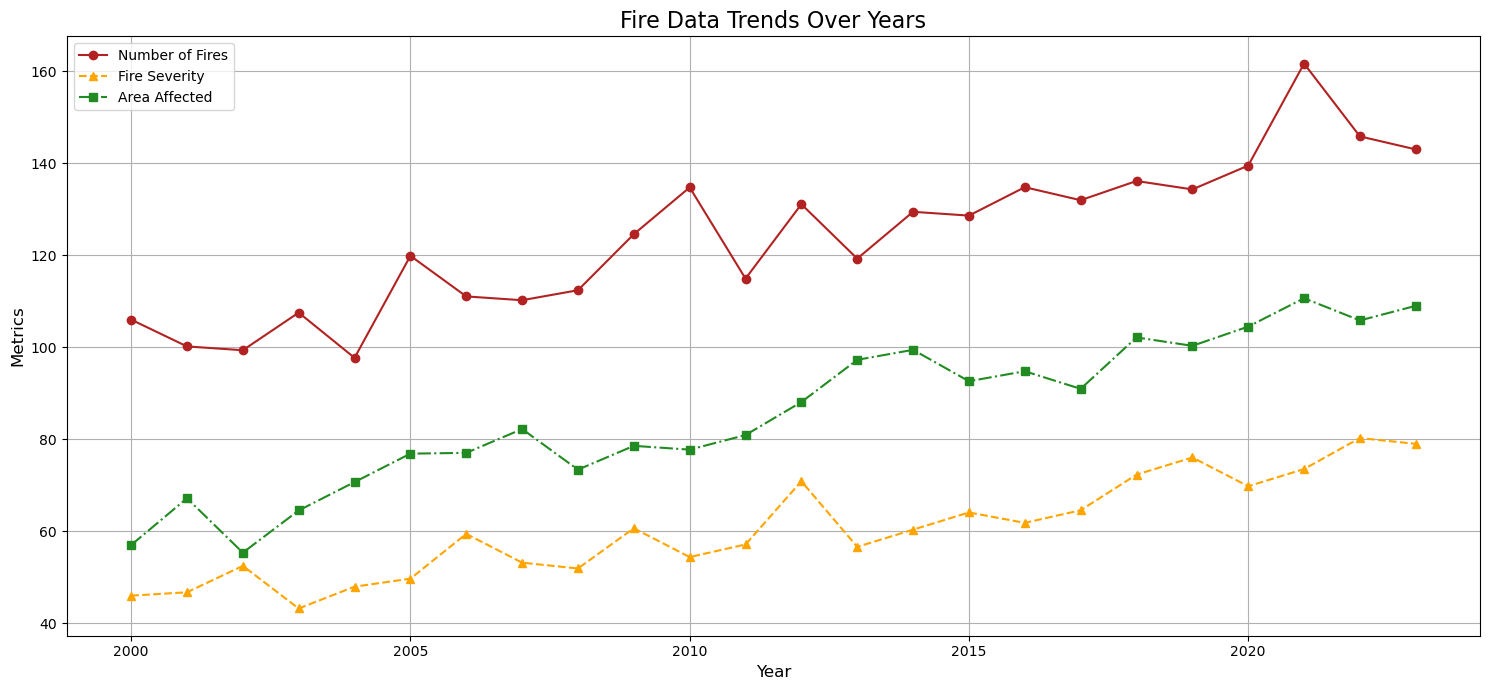 Fire Data Trends Over Years
Number of Fires
Fire Severity
Area Affected
Metrics
160
140
120
100
80
60
40
2000
2005
2010
2015
2020
Year